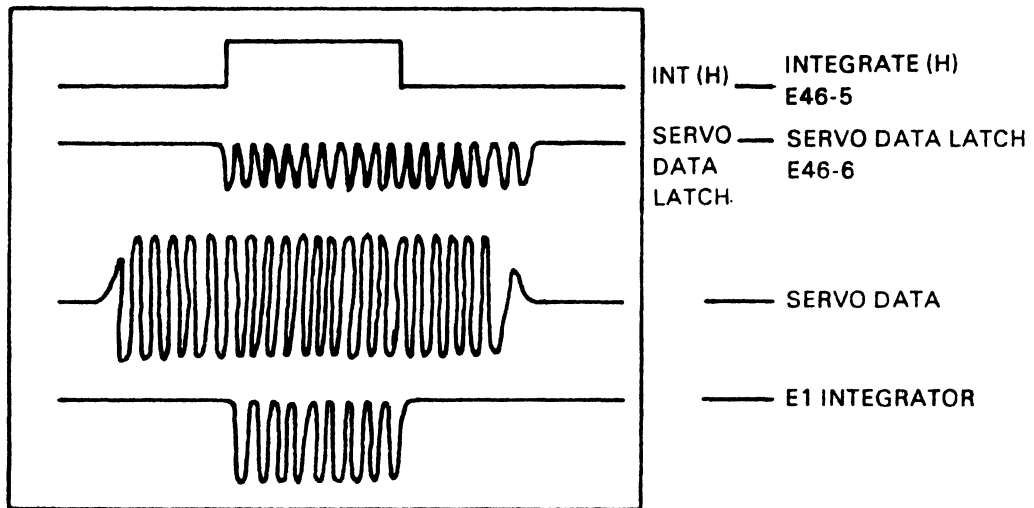 INT (H)
INTEGRATE (H)
E46-5
SERVO
DATA
LATCH.
SERVO DATA LATCH
E46-6
SERVO DATA
E1 INTEGRATOR